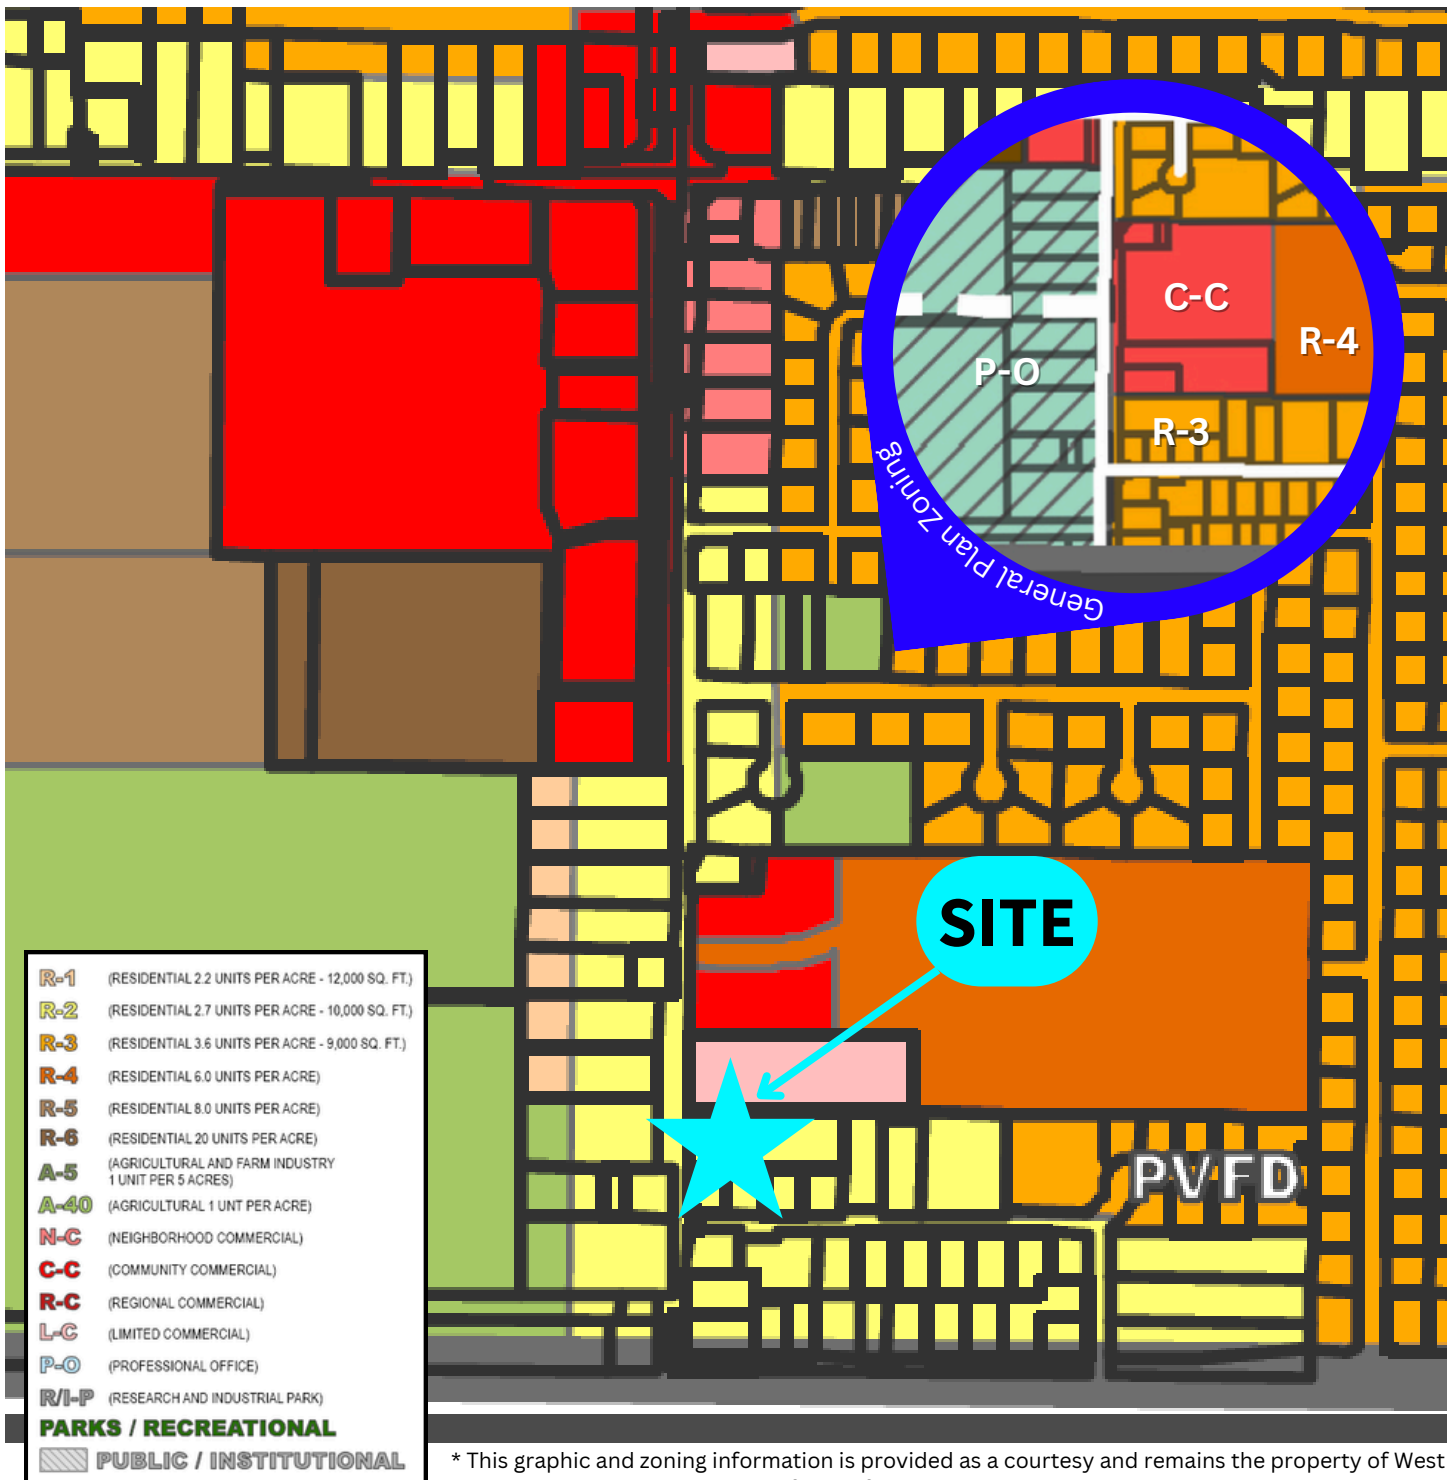 C-C
R-4
P-O
R-3
General Plan Zoning
SITE
PVFD
R-1 (RESIDENTIAL 2.2 UNITS PER ACRE - 12,000 SQ. FT.)
R-2 (RESIDENTIAL 2.7 UNITS PER ACRE - 10,000 SQ. FT.)
R-3 (RESIDENTIAL 3.6 UNITS PER ACRE - 9,000 SQ. FT.)
R-4 (RESIDENTIAL 6.0 UNITS PER ACRE)
R-5 (RESIDENTIAL 8.0 UNITS PER ACRE)
R-6 (RESIDENTIAL 20 UNITS PER ACRE)
A-5 (AGRICULTURAL AND FARM INDUSTRY
1 UNIT PER 5 ACRES)
A-40 (AGRICULTURAL 1 UNT PER ACRE)
N-C (NEIGHBORHOOD COMMERCIAL)
C-C (COMMUNITY COMMERCIAL)
R-C (REGIONAL COMMERCIAL)
L-C (LIMITED COMMERCIAL)
P-O (PROFESSIONAL OFFICE)
R/I-P (RESEARCH AND INDUSTRIAL PARK)
PARKS / RECREATIONAL
PUBLIC / INSTITUTIONAL
* This graphic and zoning information is provided as a courtesy and remains the property of West